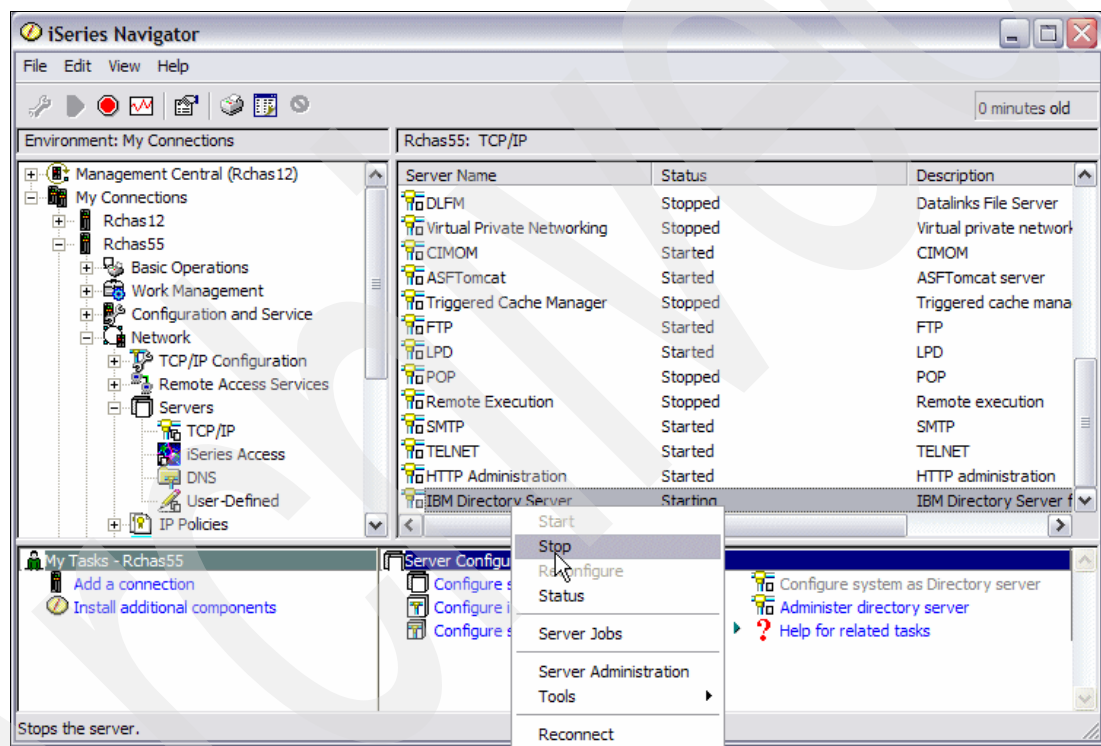 iSeries Navigator
File Edit View Help
0 minutes old
Environment: My Connections
Rchas55: TCP/IP
Management Central (Rchas12)
My Connections
Rchas12
Rchas55
Basic Operations
Work Management
Configuration and Service
Network
TCP/IP Configuration
Remote Access Services
Servers
TCP/IP
iSeries Access
DNS
User-Defined
IP Policies
Server Name Status Description
DLFM Stopped Datalinks File Server
Virtual Private Networking Stopped Virtual private network
CIMOM Started CIMOM
ASFTomcat Started ASFTomcat server
Triggered Cache Manager Stopped Triggered cache mana
FTP Started FTP
LPD Started LPD
POP Stopped POP
Remote Execution Stopped Remote execution
SMTP Started SMTP
TELNET Started TELNET
HTTP Administration Started HTTP administration
IBM Directory Server Starting IBM Directory Server f
Start
Stop
Reconfigure
Status
Server Jobs
Server Administration
Tools
Reconnect
My Tasks - Rchas55
Add a connection
Install additional components
Server Configu
Configure s
Configure i
Configure s
Configure system as Directory server
Administer directory server
Help for related tasks
Stops the server.